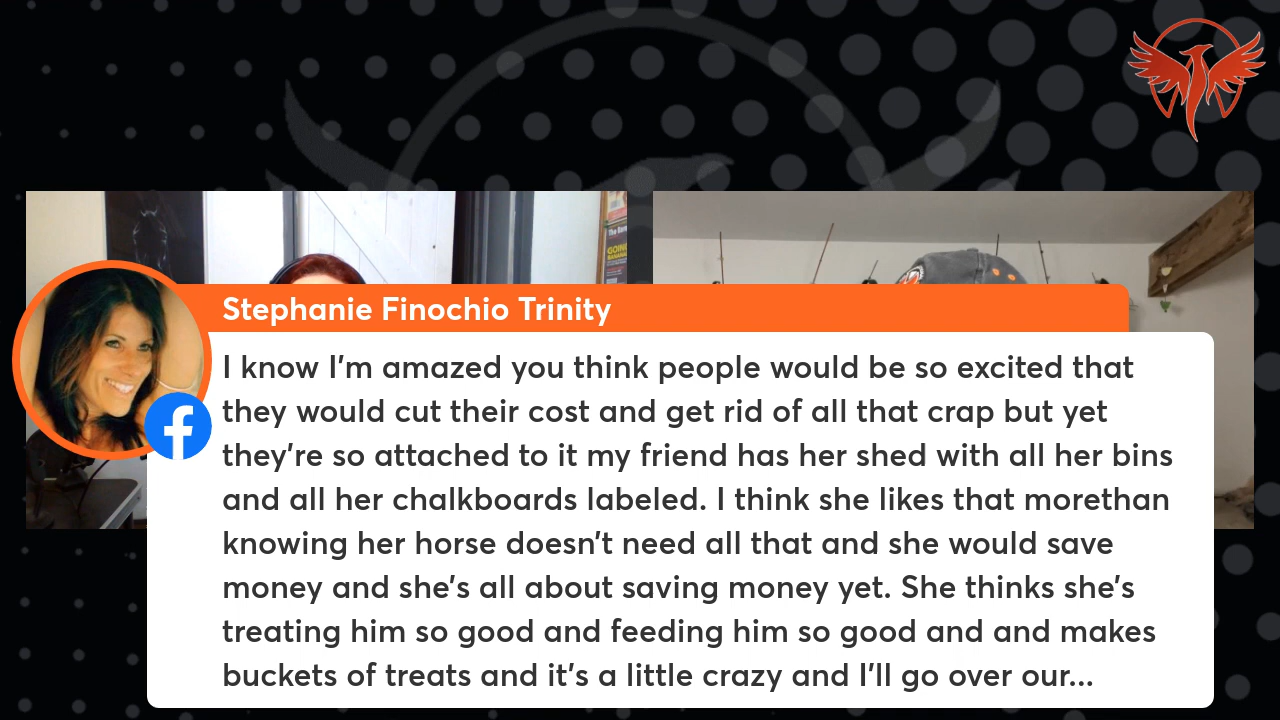 The
GOING
BANANAS
Stephanie Finochio Trinity
I know I'm amazed you think people would be so excited that
they would cut their cost and get rid of all that crap but yet
they're so attached to it my friend has her shed with all her bins
and all her chalkboards labeled. I think she likes that morethan
knowing her horse doesn't need all that and she would save
money and she's all about saving money yet. She thinks she's
treating him so good and feeding him so good and and makes
buckets of treats and it's a little crazy and I'll go over our...